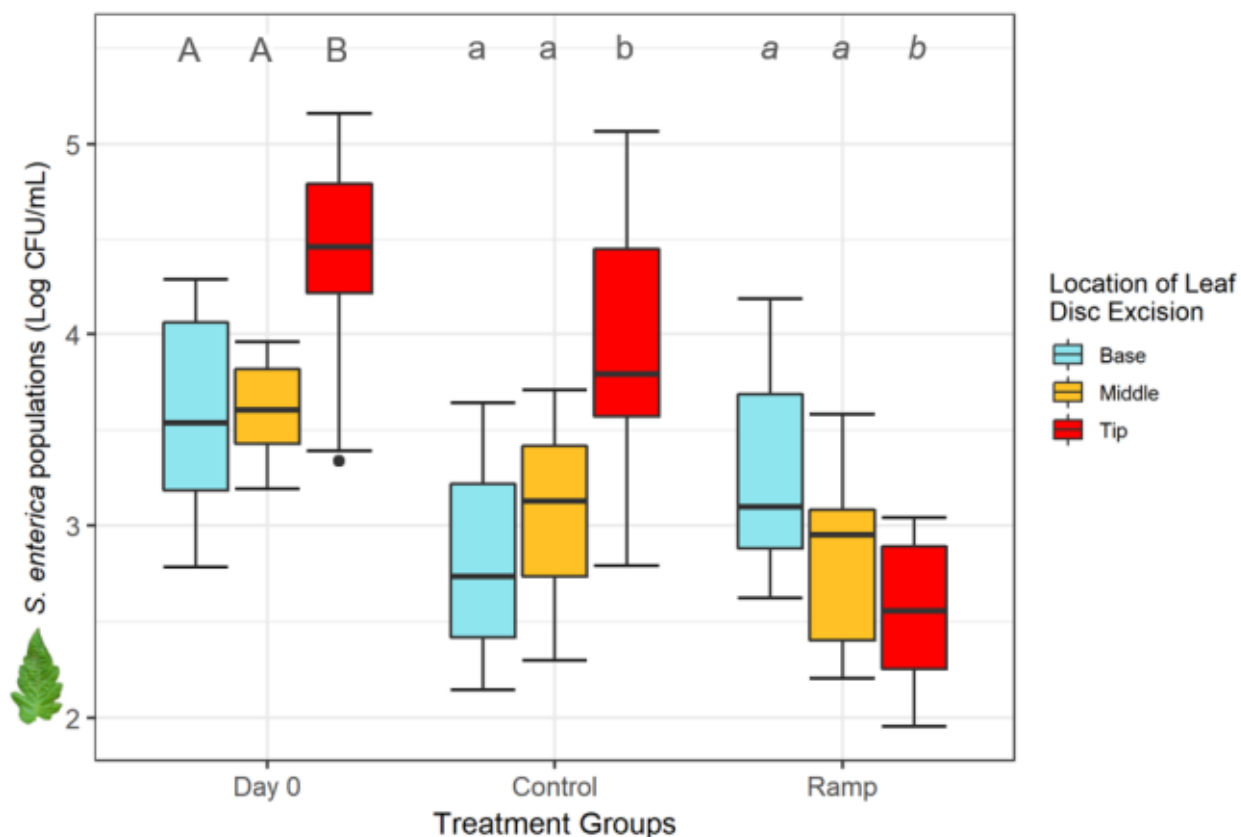 A A B a a b a a b
5
4
3
2
S. enterica populations (Log CFU/mL)
Day 0 Control Ramp
Treatment Groups
Location of Leaf
Disc Excision
Base
Middle
Tip